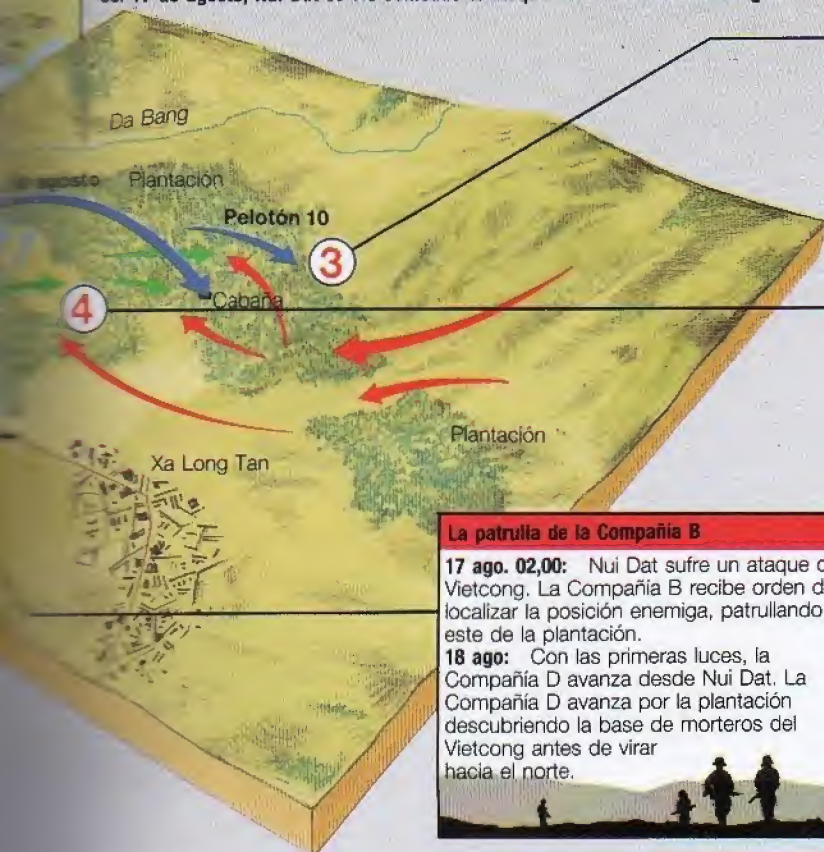 Da Bang
agosto
Plantación
Pelotón 10
3
Cabaña
4
Plantación
Xa Long Tan
La patrulla de la Compañía B
17 ago. 02,00: Nui Dat sufre un ataque
Vietcong. La Compañía B recibe orden
localizar la posición enemiga, patrullando
este de la plantación.
18 ago: Con las primeras luces, la
Compañía D avanza desde Nui Dat. La
Compañía D avanza por la plantación
descubriendo la base de morteros del
Vietcong antes de virar
hacia el norte.